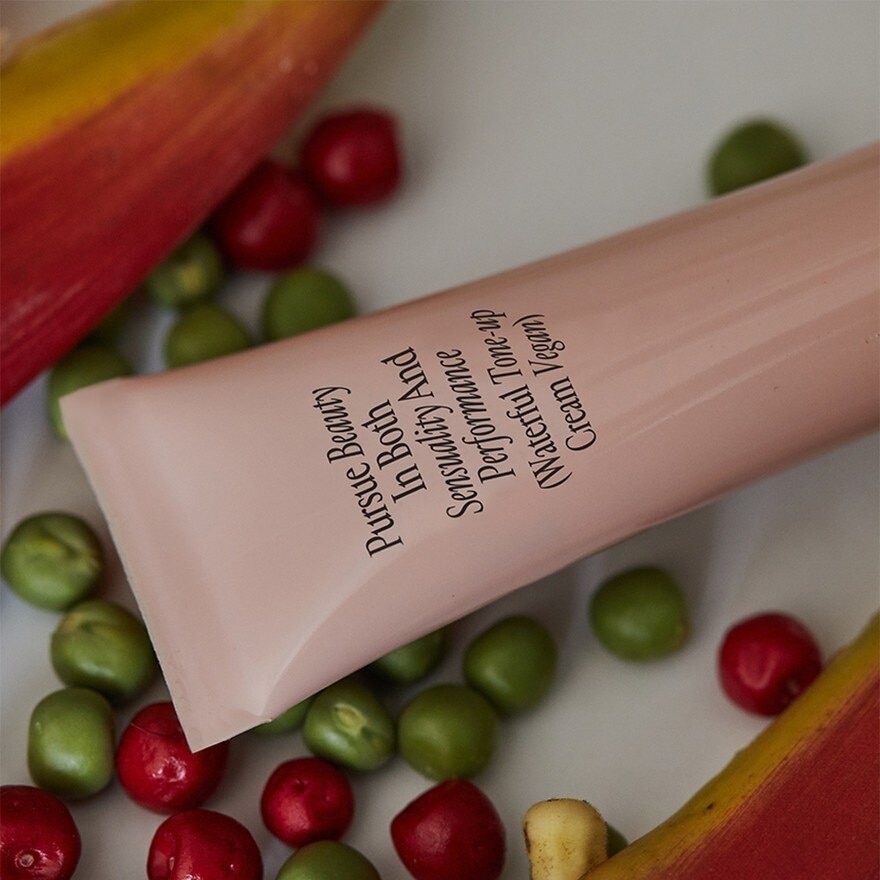 Pursue Beauty
In Both
Sensuality And
Performance
(Waterful Tone-up
Cream Vegan)